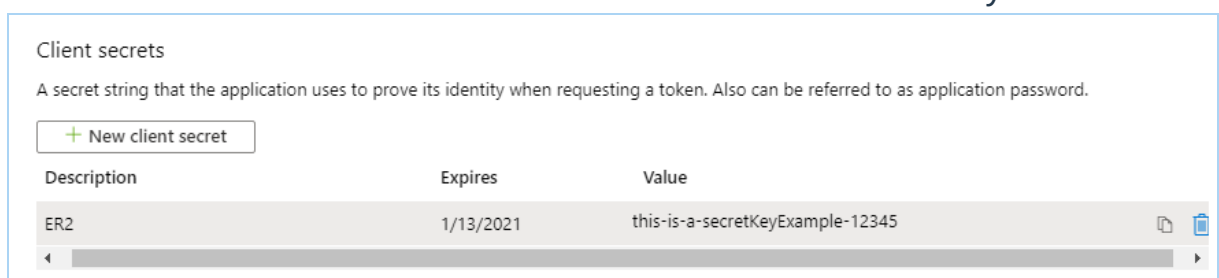 Client secrets
A secret string that the application uses to prove its identity when requesting a token. Also can be referred to as application password.
+ New client secret
Description Expires Value
ER2 1/13/2021 this-is-a-secretKeyExample-12345